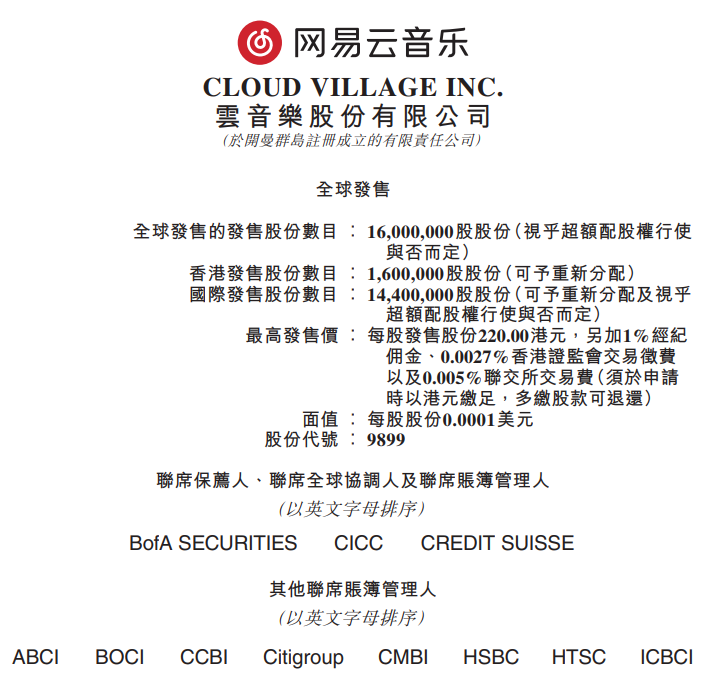 网易云音乐
CLOUD VILLAGE INC.
雲音樂股份有限公司
(於開曼群島註冊成立的有限責任公司)
全球發售
全球發售的發售股份數目 : 16,000,000股股份(視乎超額配股權行使
與否而定)
香港發售股份數目 : 1,600,000股股份(可予重新分配)
國際發售股份數目 : 14,400,000股股份(可予重新分配及視乎
超額配股權行使與否而定)
最高發售價 : 每股發售股份220.00港元,另加1%經紀
佣金、0.0027%香港證監會交易徵費
以及0.005%聯交所交易費(須於申請
時以港元繳足,多繳股款可退還)
面值 : 每股股份0.0001美元
股份代號 : 9899
聯席保薦人、聯席全球協調人及聯席賬簿管理人
(以英文字母排序)
BofA SECURITIES CICC CREDIT SUISSE
其他聯席賬簿管理人
(以英文字母排序)
ABCI BOCI CCBI Citigroup CMBI HSBC HTSC ICBCI